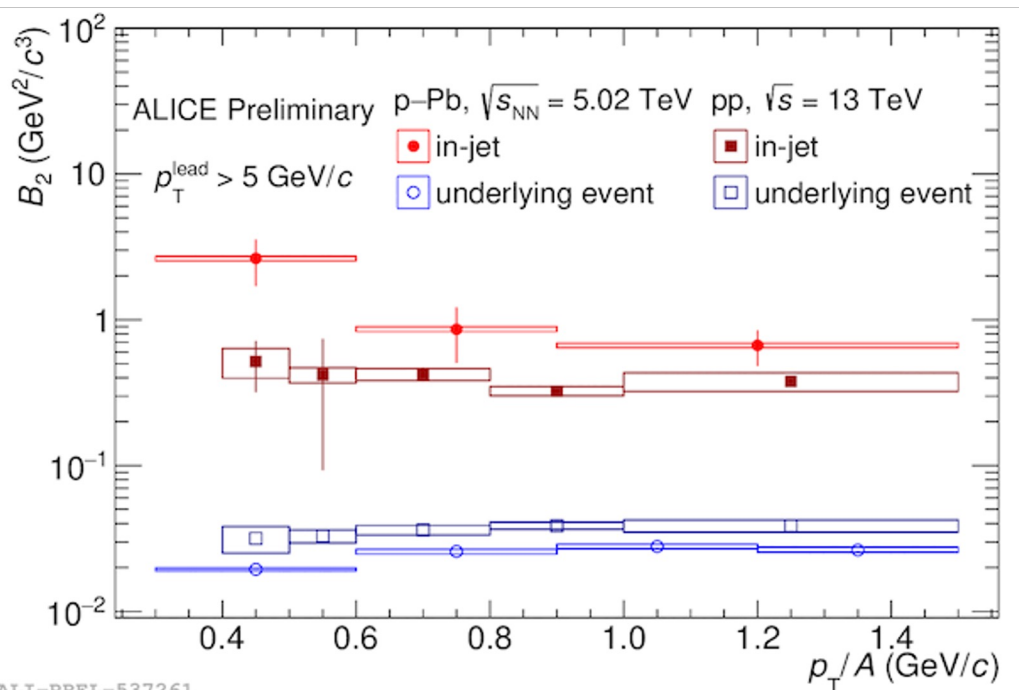 B₂ (GeV²/c³)
10²
10
1
10⁻¹
10⁻²
ALICE Preliminary
p_T^lead > 5 GeV/c
p–Pb, √s_NN = 5.02 TeV
in-jet
underlying event
pp, √s = 13 TeV
in-jet
underlying event
0.4 0.6 0.8 1.0 1.2 1.4
p_T/A (GeV/c)